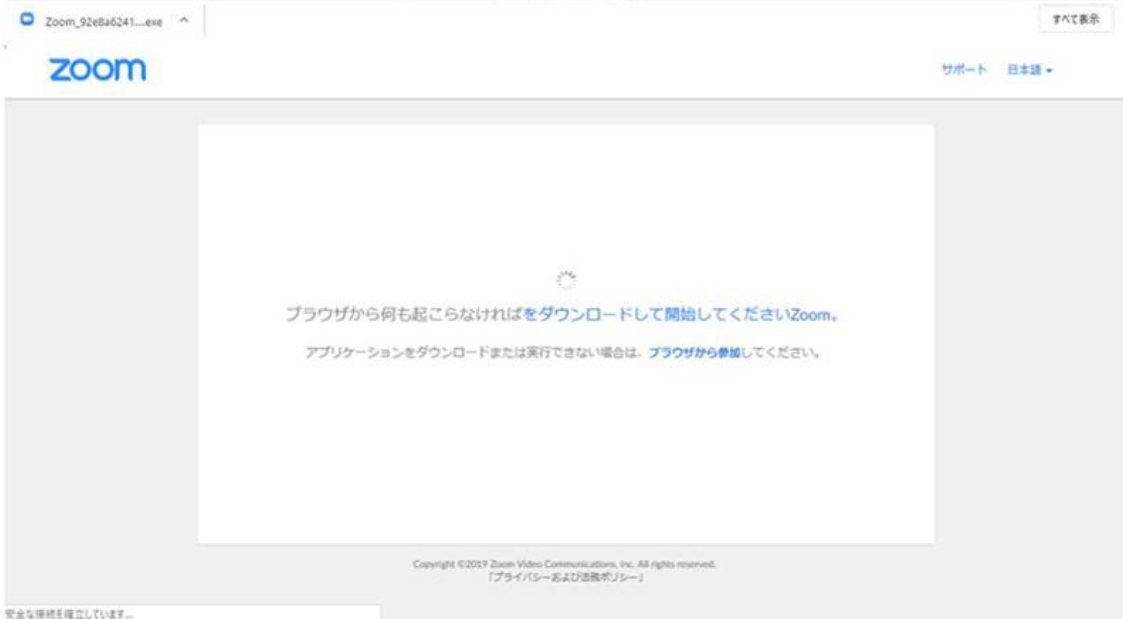 Zoom_92e8a6241....exe
すべて表示
zoom
サポート 日本語
ブラウザから何も起こらなければをダウンロードして開始してくださいZoom。
アプリケーションをダウンロードまたは実行できない場合は、ブラウザから参加してください。
Copyright ©2019 Zoom Video Communications, Inc. All rights reserved.
「プライバシーおよび法務ポリシー」
安全な接続を確立しています...